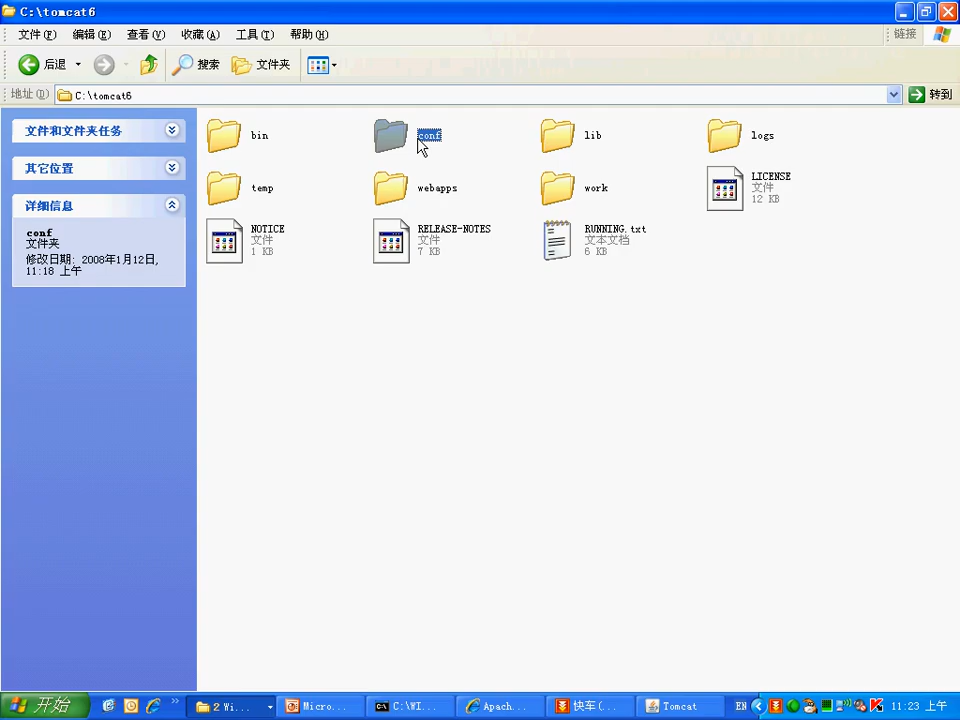 C:\tomcat6
文件(F) 编辑(E) 查看(V) 收藏(A) 工具(T) 帮助(H) 链接
后退 搜索 文件夹
地址(D) C:\tomcat6 转到
文件和文件夹任务
其它位置
详细信息
conf
文件夹
修改日期: 2008年1月12日,
11:18 上午
bin
conf
lib
logs
temp
webapps
work
LICENSE
文件
12 KB
NOTICE
文件
1 KB
RELEASE-NOTES
文件
7 KB
RUNNING.txt
文本文档
6 KB
开始 2 Wi... Micro... C:\WI... Apach... 快车(... Tomcat EN 11:23 上午